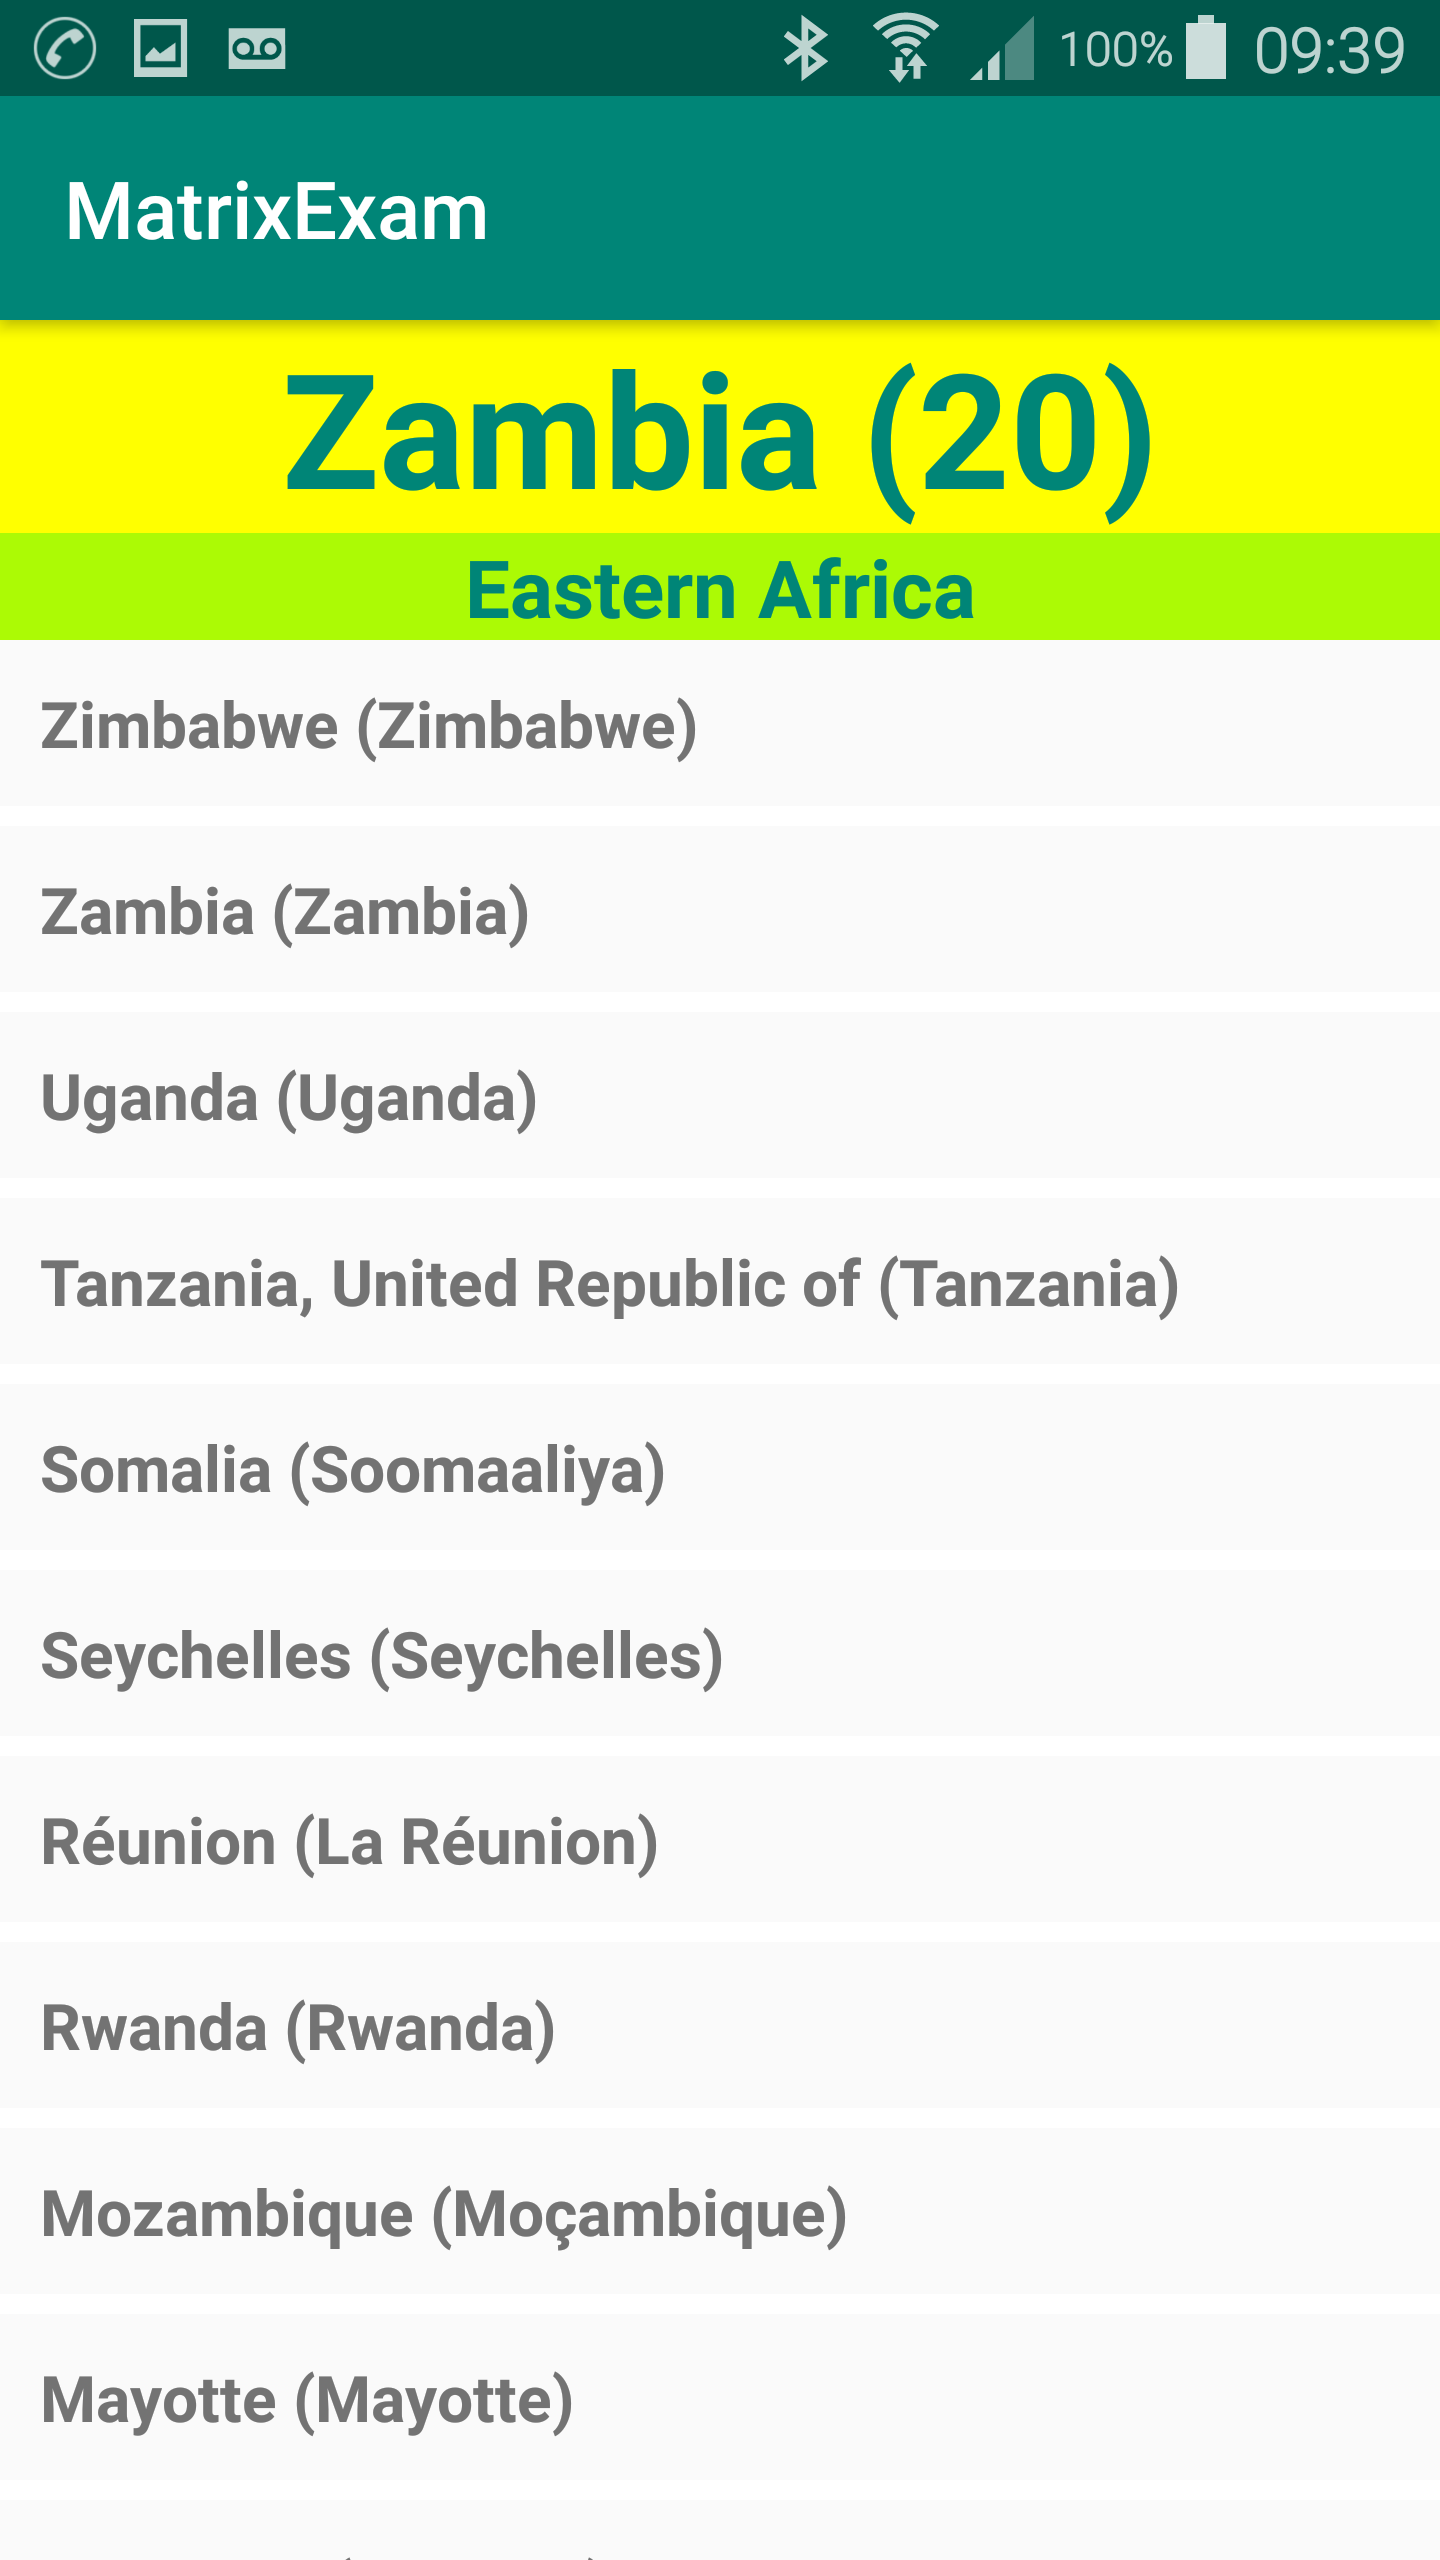 100% 09:39
MatrixExam
Zambia (20)
Eastern Africa
Zimbabwe (Zimbabwe)
Zambia (Zambia)
Uganda (Uganda)
Tanzania, United Republic of (Tanzania)
Somalia (Soomaaliya)
Seychelles (Seychelles)
Réunion (La Réunion)
Rwanda (Rwanda)
Mozambique (Moçambique)
Mayotte (Mayotte)